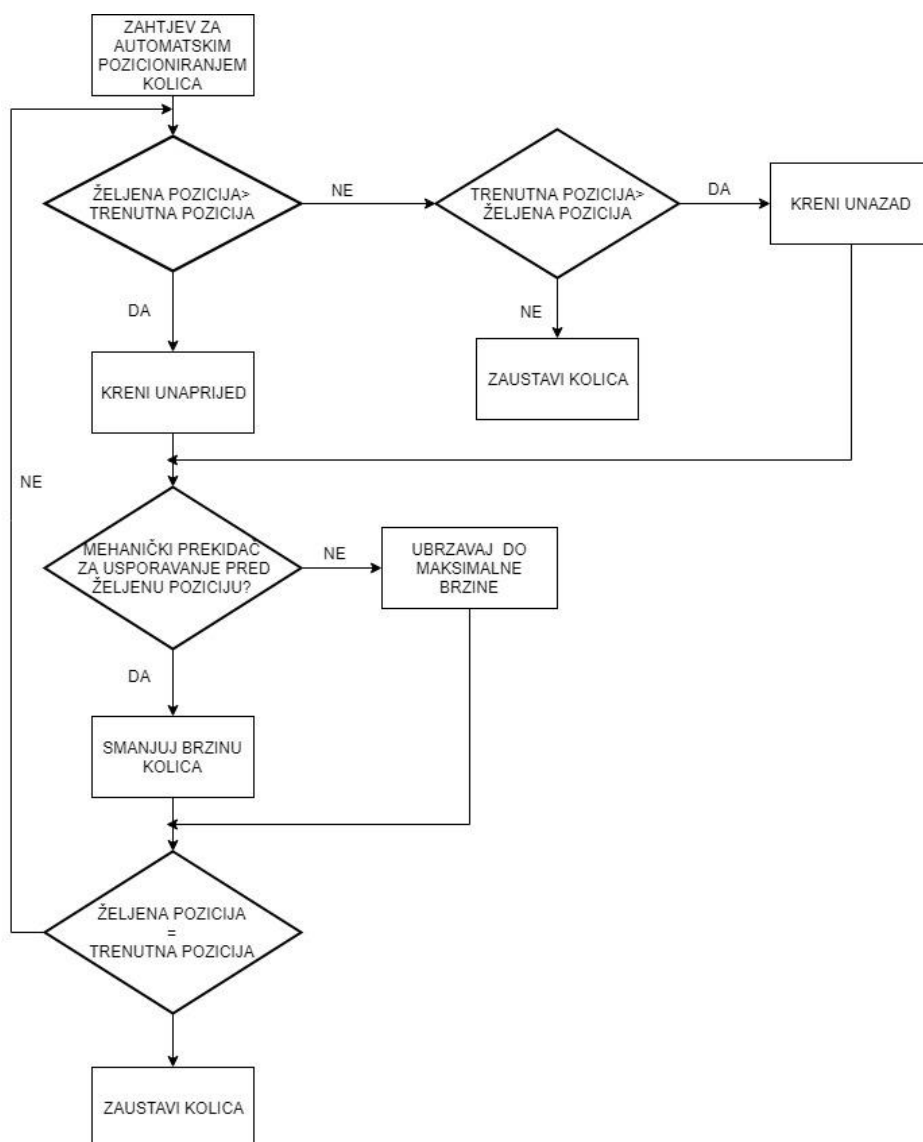 ZAHTJEV ZA
AUTOMATSKIM
POZICIONIRANJEM
KOLICA
ŽELJENA POZICIJA>
TRENUTNA POZICIJA
NE
TRENUTNA POZICIJA>
ŽELJENA POZICIJA
DA
KRENI UNAZAD
DA
NE
KRENI UNAPRIJED
ZAUSTAVI KOLICA
NE
MEHANIČKI PREKIDAČ
ZA USPORAVANJE PRED
ŽELJENU POZICIJU?
NE
UBRZAVAJ DO
MAKSIMALNE
BRZINE
DA
SMANJUJ BRZINU
KOLICA
ŽELJENA POZICIJA
=
TRENUTNA POZICIJA
ZAUSTAVI KOLICA